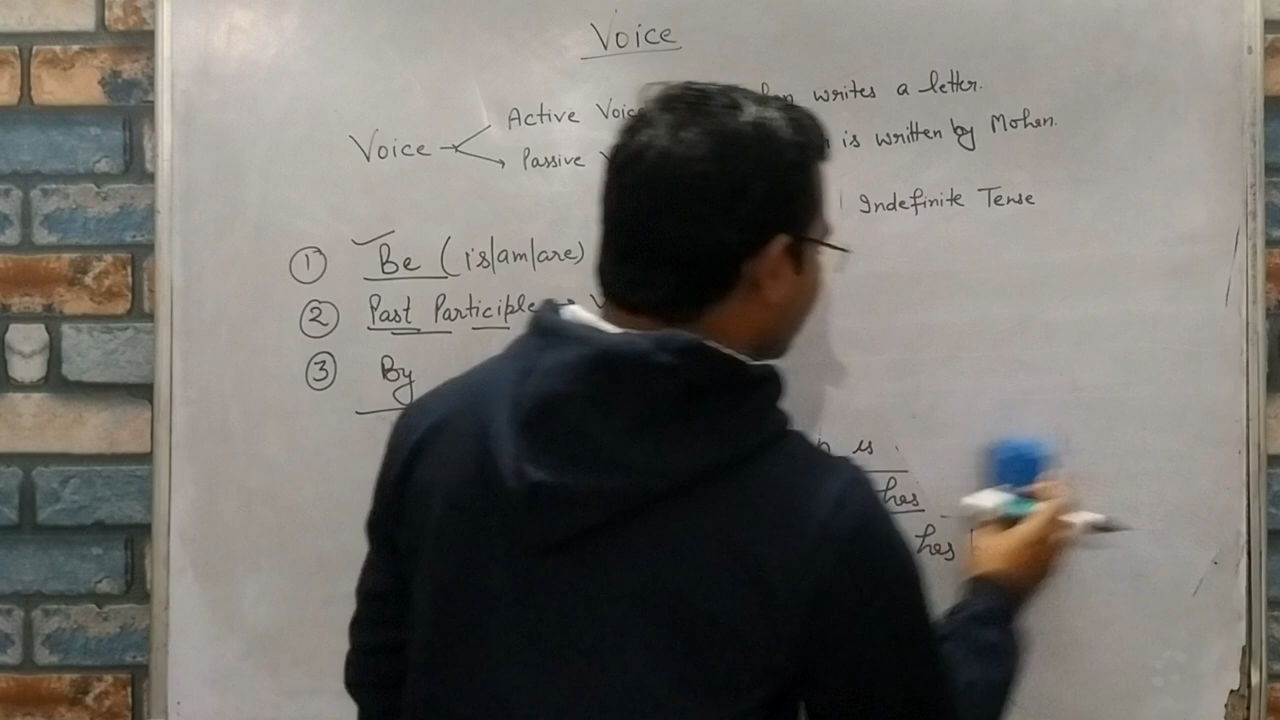 Voice
Active Voice writes a letter.
Voice
Passive is written by Mohan.
Indefinite Tense
① Be (is/am/are)
② Past Participle
③ By
is
hes
hes